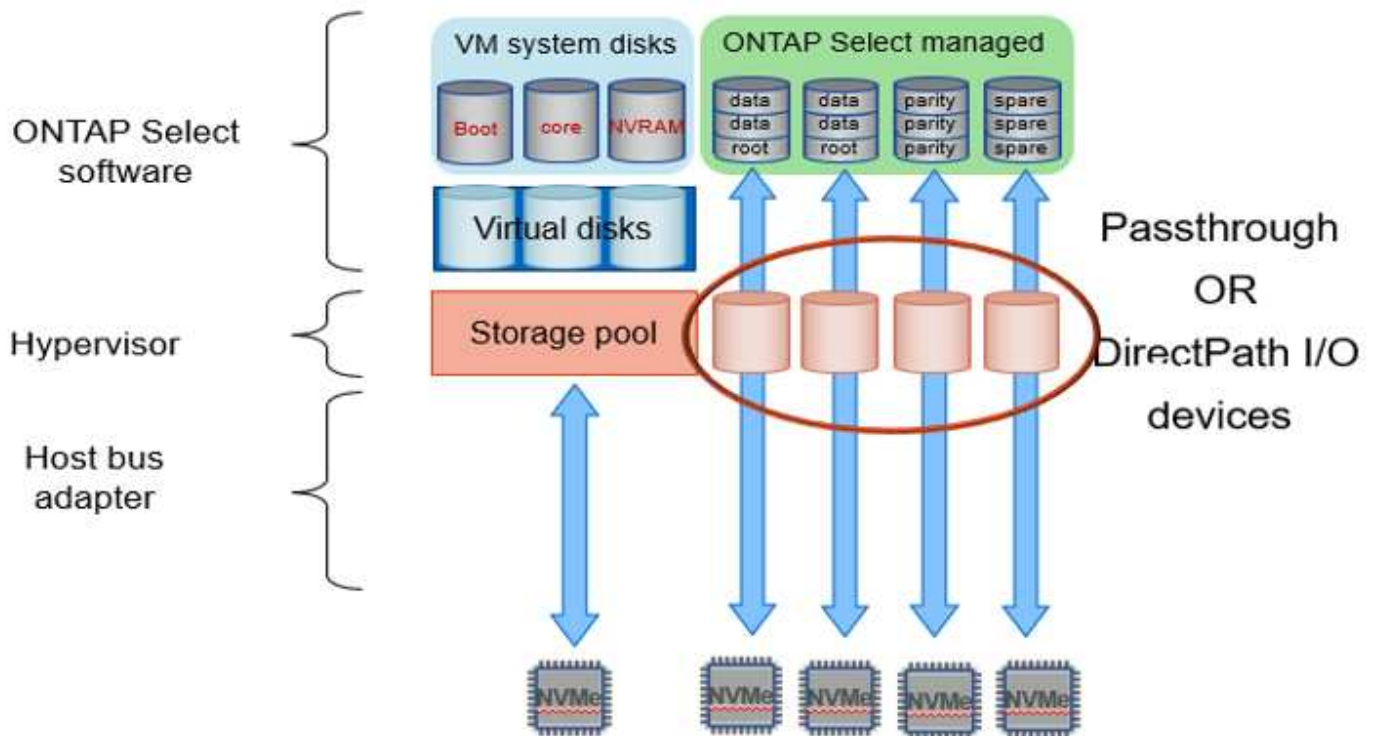 VM system disks
ONTAP Select managed
Boot
core
NVRAM
data
data
root
data
data
root
parity
parity
parity
spare
spare
spare
ONTAP Select
software
Virtual disks
Passthrough
OR
DirectPath I/O
devices
Hypervisor
Storage pool
Host bus
adapter
NVMe
NVMe
NVMe
NVMe
NVMe